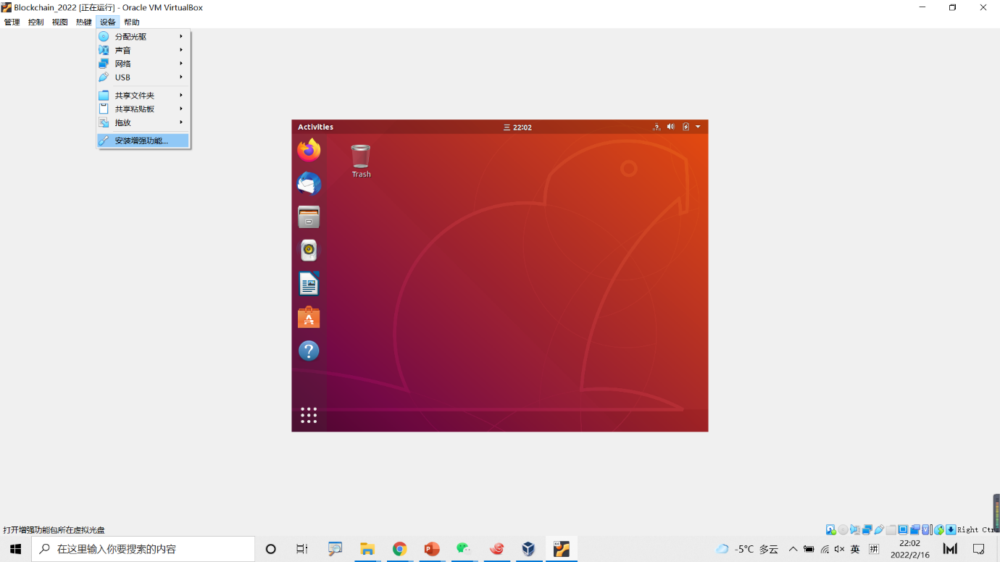 Blockchain_2022 [正在运行] - Oracle VM VirtualBox
管理 控制 视图 热键 设备 帮助
分配光驱
声音
网络
USB
共享文件夹
共享粘贴板
拖放
安装增强功能...
Activities
三 22:02
Trash
打开增强功能包所在虚拟光盘
Right Ctrl
在这里输入你要搜索的内容
-5°C 多云
英
拼
22:02
2022/2/16